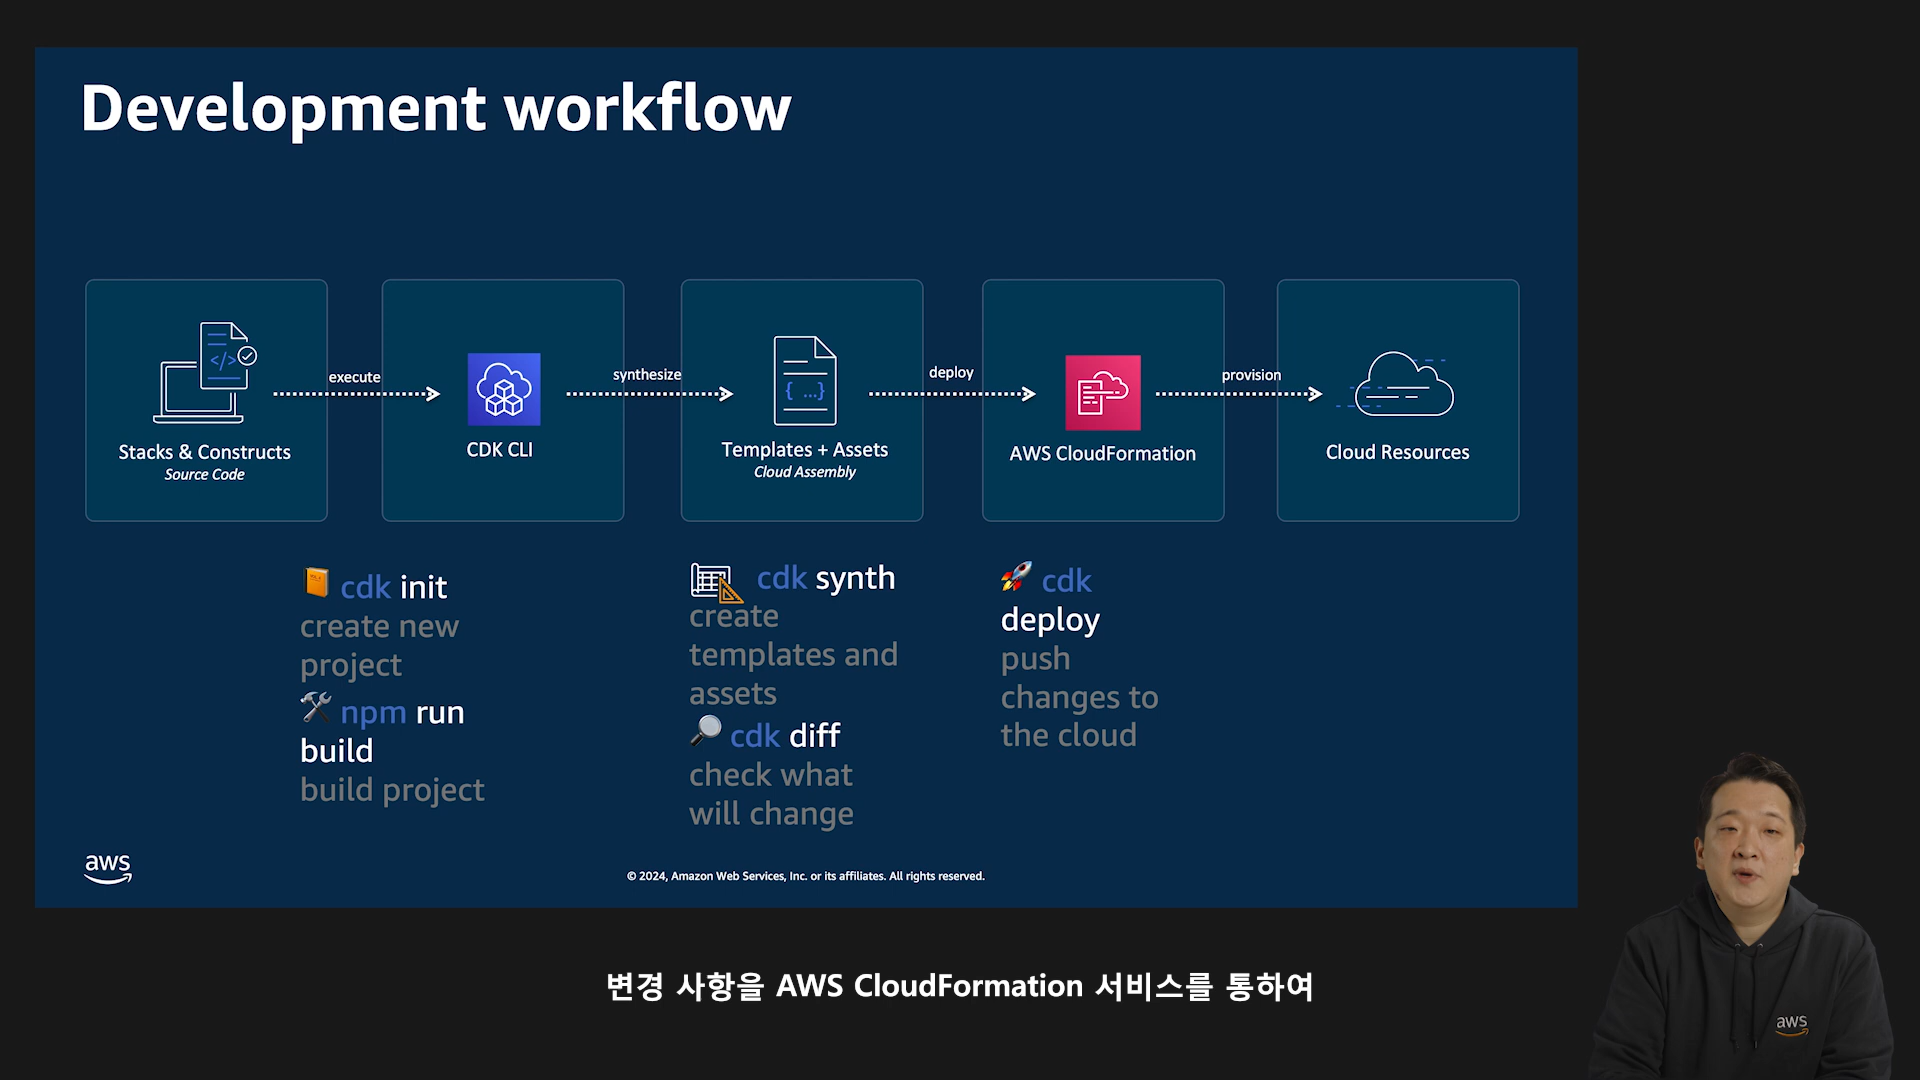 Development workflow
execute
synthesize
deploy
provision
</>
{ ...}
Stacks & Constructs
Source Code
CDK CLI
Templates + Assets
Cloud Assembly
AWS CloudFormation
Cloud Resources
cdk init
create new
project
npm run
build
build project
cdk synth
create
templates and
assets
cdk diff
check what
will change
cdk
deploy
push
changes to
the cloud
aws
© 2024, Amazon Web Services, Inc. or its affiliates. All rights reserved.
aws
변경 사항을 AWS CloudFormation 서비스를 통하여